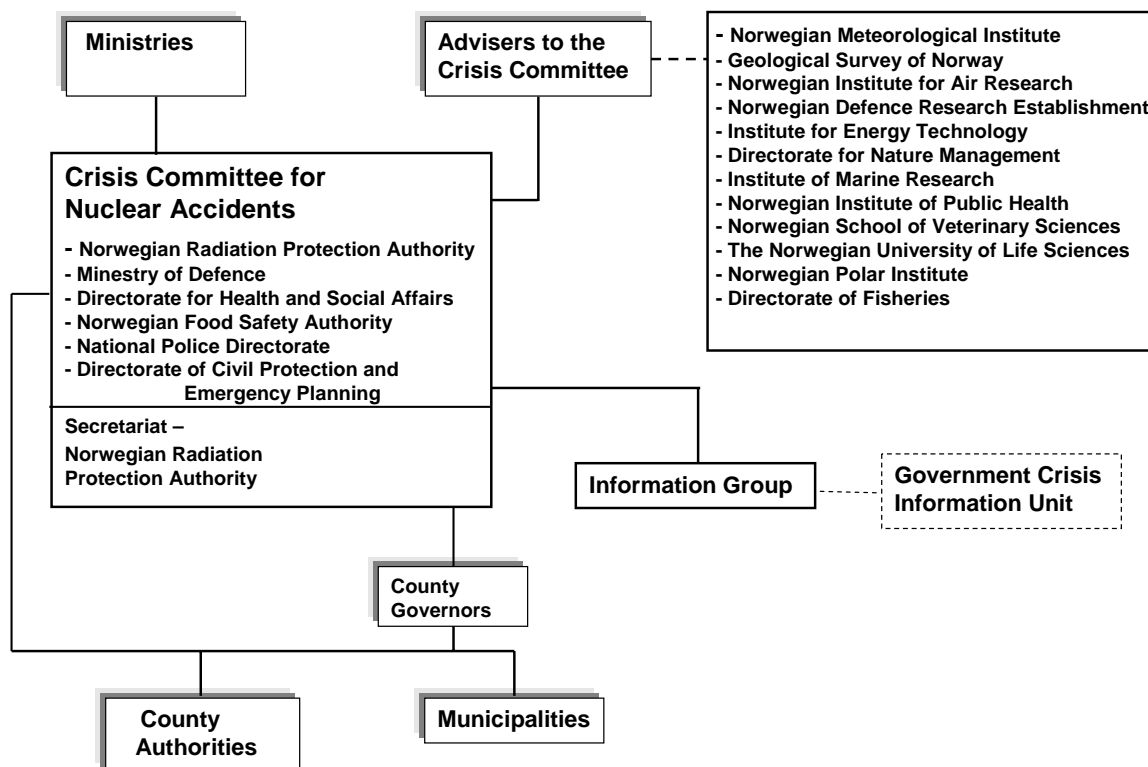 Ministries
Advisers to the
Crisis Committee
- Norwegian Meteorological Institute
- Geological Survey of Norway
- Norwegian Institute for Air Research
- Norwegian Defence Research Establishment
- Institute for Energy Technology
- Directorate for Nature Management
- Institute of Marine Research
- Norwegian Institute of Public Health
- Norwegian School of Veterinary Sciences
- The Norwegian University of Life Sciences
- Norwegian Polar Institute
- Directorate of Fisheries
Crisis Committee for
Nuclear Accidents
- Norwegian Radiation Protection Authority
- Minestry of Defence
- Directorate for Health and Social Affairs
- Norwegian Food Safety Authority
- National Police Directorate
- Directorate of Civil Protection and
Emergency Planning
Secretariat –
Norwegian Radiation
Protection Authority
Information Group
Government Crisis
Information Unit
County
Governors
County
Authorities
Municipalities